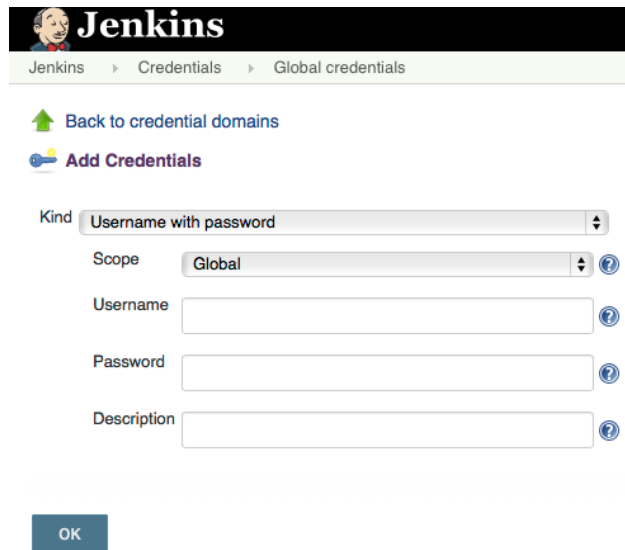 Jenkins
Jenkins Credentials Global credentials
Back to credential domains
Add Credentials
Kind Username with password
Scope Global
Username
Password
Description
OK